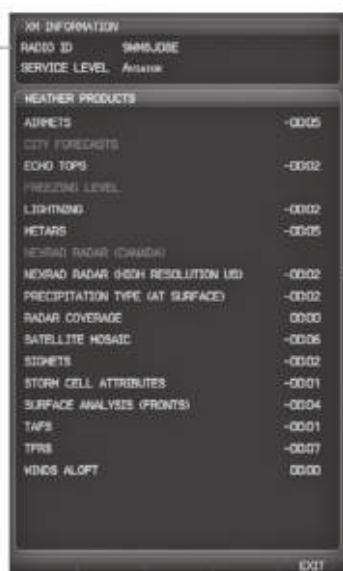 XM INFORMATION
RADIO ID
SERVICE LEVEL Aviator
WEATHER PRODUCTS
AIRMETS -00:05
CITY FORECASTS
ECHO TOPS -00:02
FREEZING LEVEL
LIGHTNING -00:02
METARS -00:05
NEXRAD RADAR (CANADA)
NEXRAD RADAR (HIGH RESOLUTION US) -00:02
PRECIPITATION TYPE (AT SURFACE) -00:02
RADAR COVERAGE 00:00
SATELLITE MOSAIC -00:06
SIGMETS -00:02
STORM CELL ATTRIBUTES -00:01
SURFACE ANALYSIS (FRONTS) -00:04
TAFS -00:01
TFRS -00:07
WINDS ALOFT 00:00
EXIT